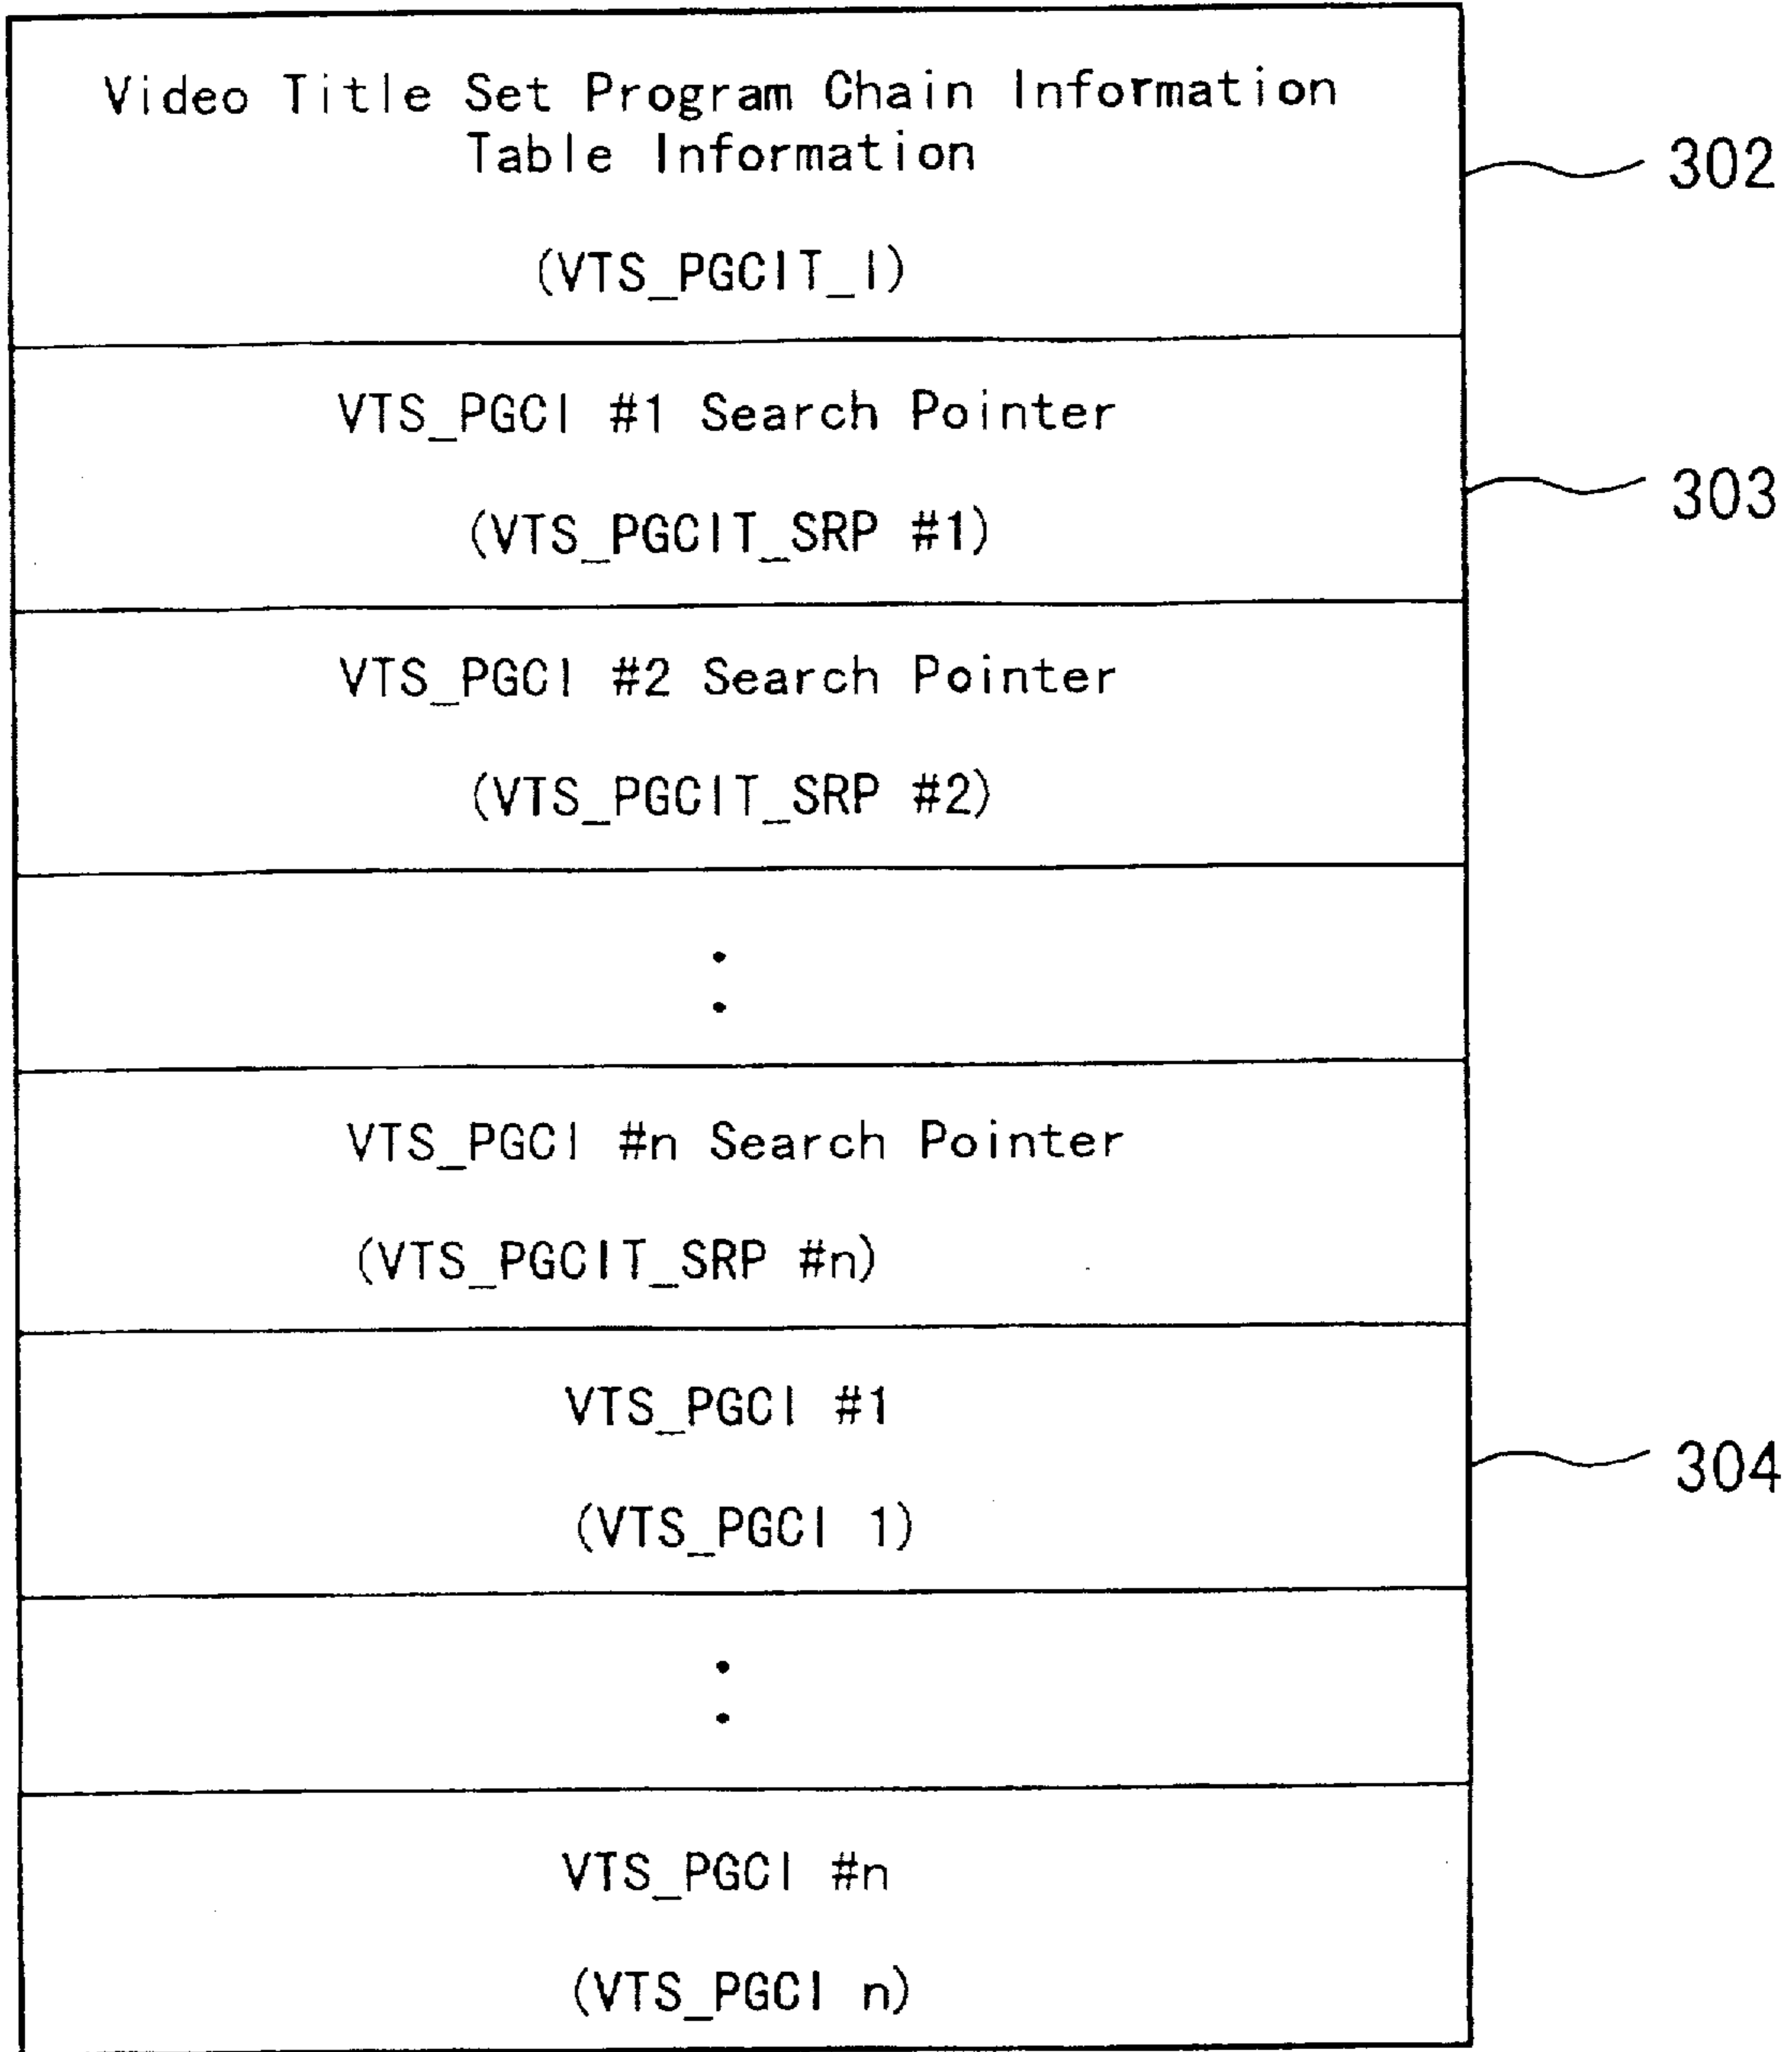 Video Title Set Program Chain Information
Table Information
(VTS_PGCIT_I)
302
VTS_PGCI #1 Search Pointer
303
(VTS_PGCIT_SRP #1)
VTS_PGCI #2 Search Pointer
(VTS_PGCIT_SRP #2)
:
VTS_PGCI #n Search Pointer
(VTS_PGCIT_SRP #n)
VTS_PGCI #1
304
(VTS_PGCI 1)
:
VTS_PGCI #n
(VTS_PGCI n)